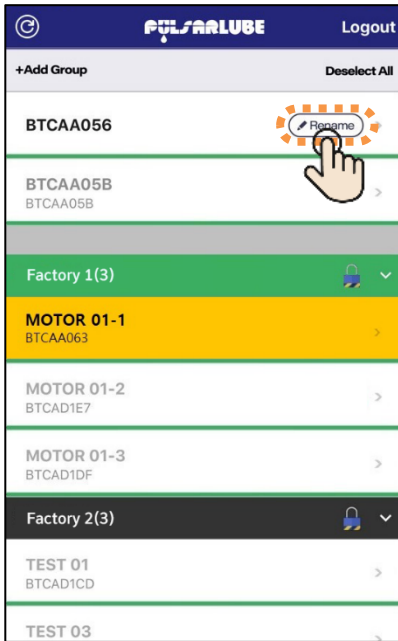 PULSARLUBE Logout
+Add Group Deselect All
BTCAA056 Rename
BTCAA05B
BTCAA05B
Factory 1(3)
MOTOR 01-1
BTCAA063
MOTOR 01-2
BTCAD1E7
MOTOR 01-3
BTCAD1DF
Factory 2(3)
TEST 01
BTCAD1CD
TEST 03